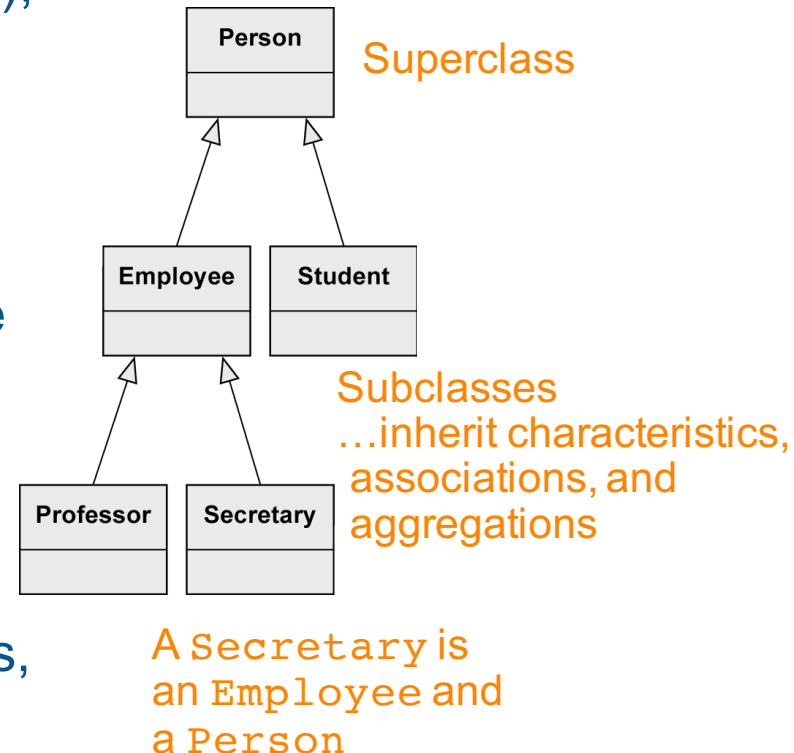 ),
Person
Superclass
Employee
Student
e
Subclasses
…inherit characteristics,
associations, and
aggregations
Professor
Secretary
s,
A Secretary is
an Employee and
a Person